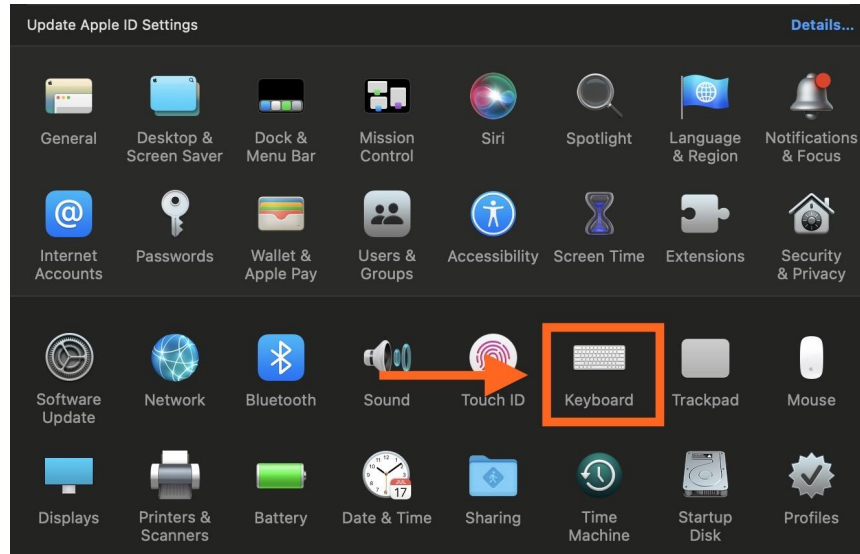 Update Apple ID Settings Details...
General Desktop & Dock & Mission Siri Spotlight Language Notifications
Screen Saver Menu Bar Control & Region & Focus
Internet Passwords Wallet & Users & Accessibility Screen Time Extensions Security
Accounts Apple Pay Groups & Privacy
Software Network Bluetooth Sound Touch ID Keyboard Trackpad Mouse
Update
JUL
17
Displays Printers & Battery Date & Time Sharing Time Startup Profiles
Scanners Machine Disk